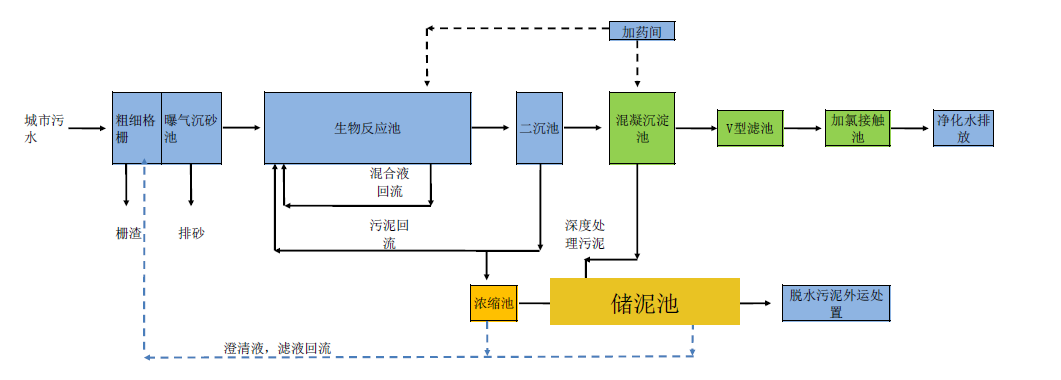 加药间
城市污
水
粗细格
栅
曝气沉砂
池
生物反应池
二沉池
混凝沉淀
池
V型滤池
加氯接触
池
净化水排
放
混合液
回流
栅渣
排砂
污泥回
流
深度处
理污泥
浓缩池
储泥池
脱水污泥外运处
置
澄清液，滤液回流